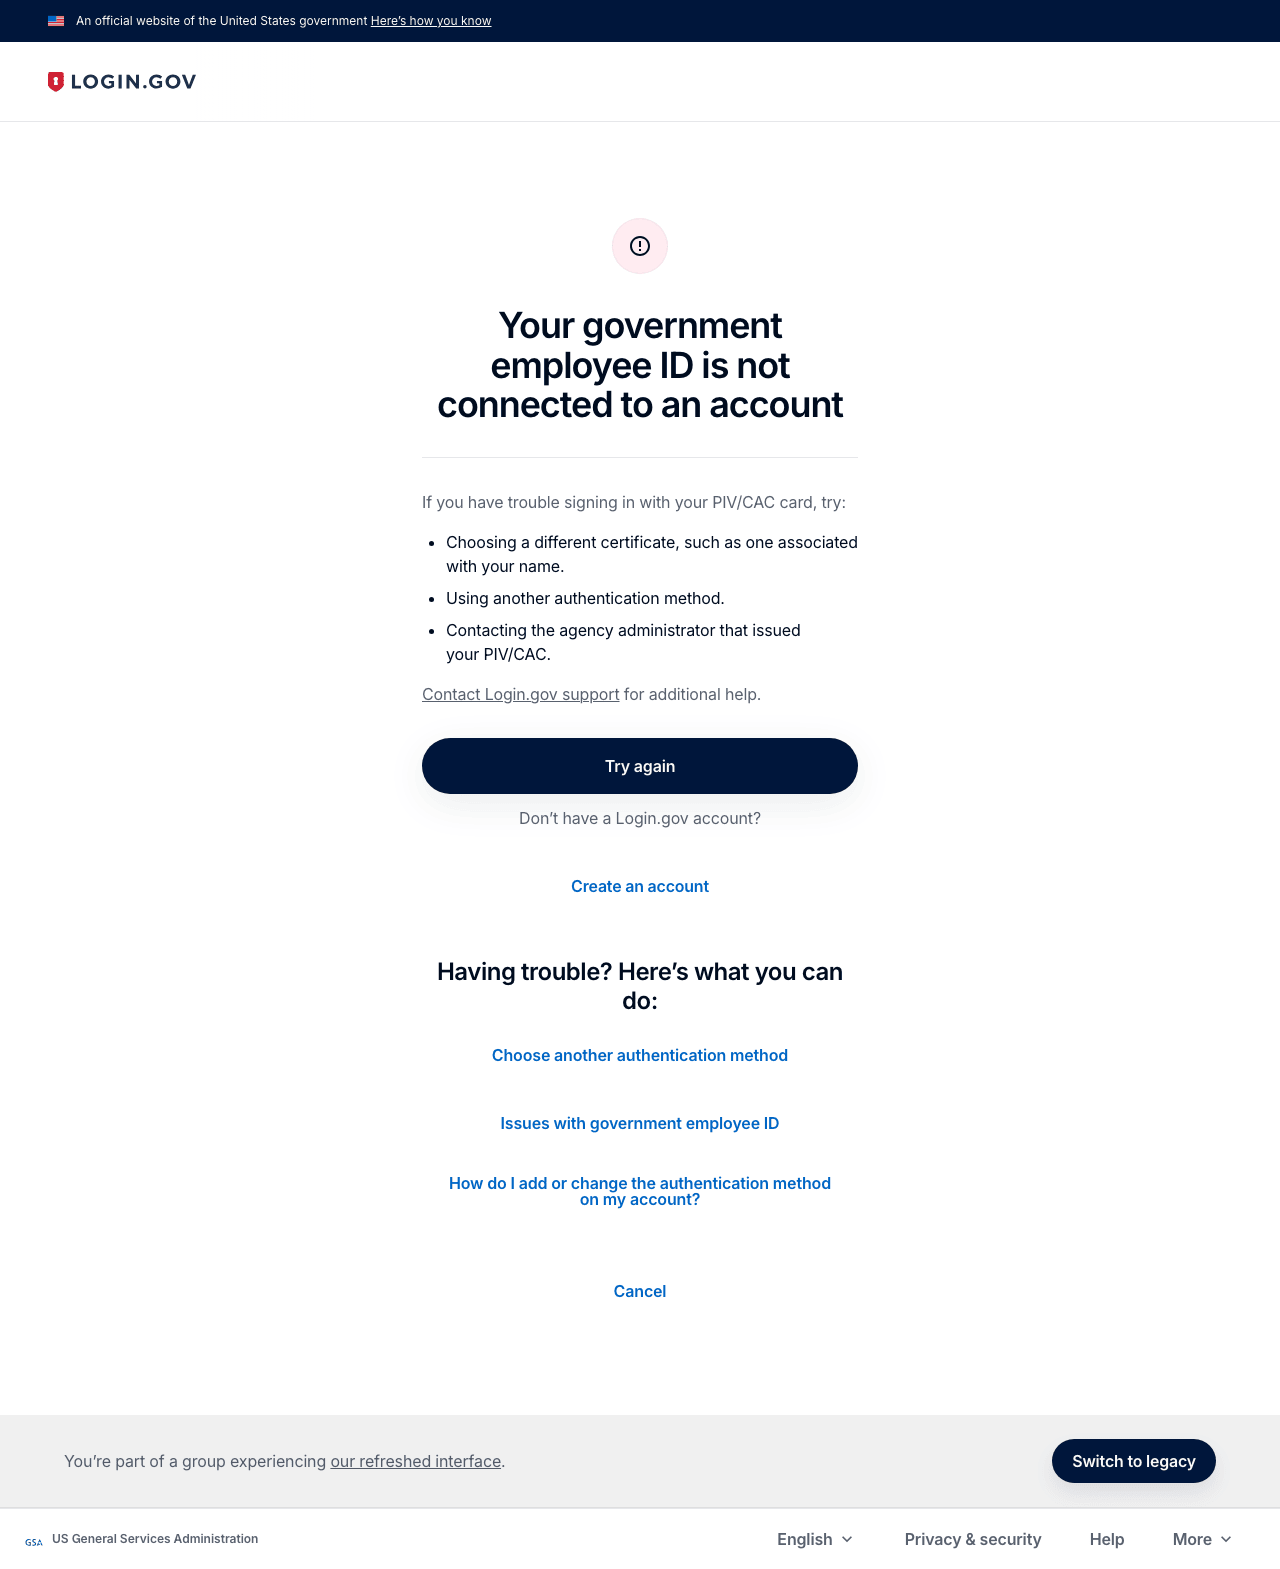 An official website of the United States government Here’s how you know
LOGIN.GOV
Your government
employee ID is not
connected to an account
If you have trouble signing in with your PIV/CAC card, try:
• Choosing a different certificate, such as one associated
with your name.
• Using another authentication method.
• Contacting the agency administrator that issued
your PIV/CAC.
Contact Login.gov support for additional help.
Try again
Don’t have a Login.gov account?
Create an account
Having trouble? Here’s what you can
do:
Choose another authentication method
Issues with government employee ID
How do I add or change the authentication method
on my account?
Cancel
You’re part of a group experiencing our refreshed interface.
Switch to legacy
GSA US General Services Administration
English
Privacy & security
Help
More